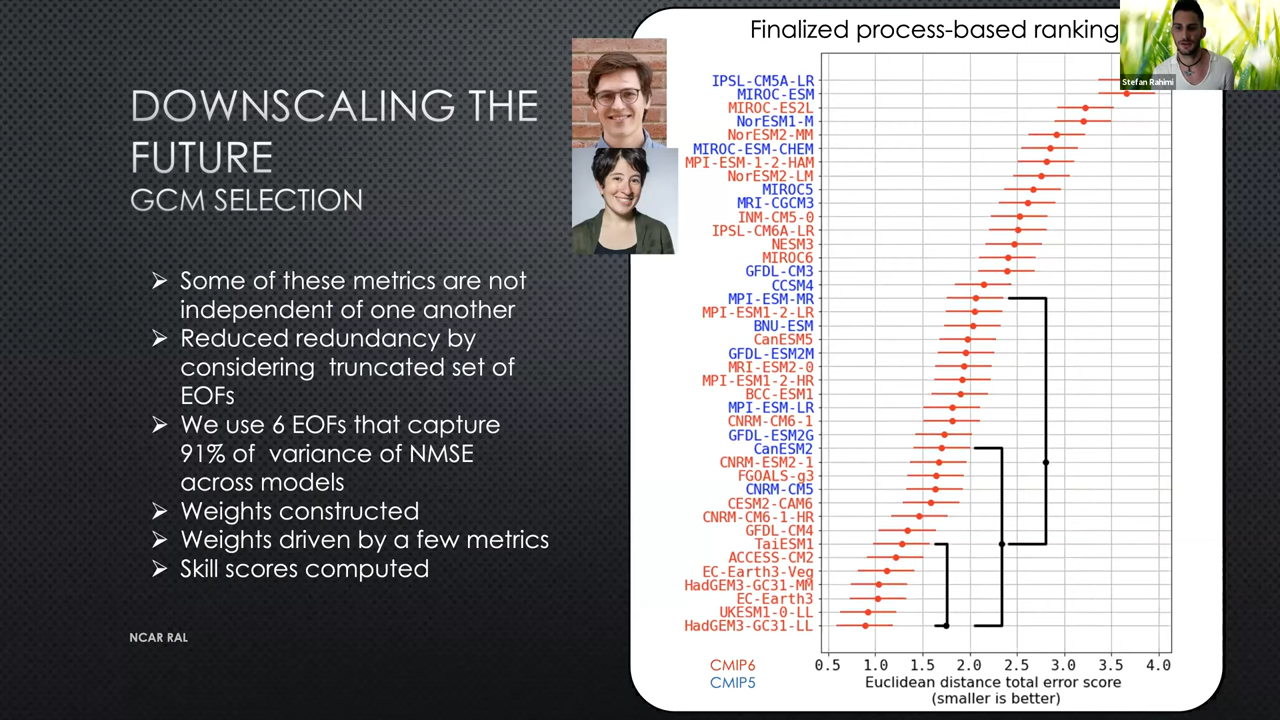 DOWNSCALING THE
FUTURE
GCM SELECTION
➢ Some of these metrics are not
independent of one another
➢ Reduced redundancy by
considering truncated set of
EOFs
➢ We use 6 EOFs that capture
91% of variance of NMSE
across models
➢ Weights constructed
➢ Weights driven by a few metrics
➢ Skill scores computed
NCAR RAL
Finalized process-based ranking
Stefan Rahimi
IPSL-CM5A-LR
MIROC-ESM
MIROC-ES2L
NorESM1-M
NorESM2-MM
MIROC-ESM-CHEM
MPI-ESM-1-2-HAM
NorESM2-LM
MIROC5
MRI-CGCM3
INM-CM5-0
IPSL-CM6A-LR
NESM3
MIROC6
GFDL-CM3
CCSM4
MPI-ESM-MR
MPI-ESM1-2-LR
BNU-ESM
CanESM5
GFDL-ESM2M
MRI-ESM2-0
MPI-ESM1-2-HR
BCC-ESM1
MPI-ESM-LR
CNRM-CM6-1
GFDL-ESM2G
CanESM2
CNRM-ESM2-1
FGOALS-g3
CNRM-CM5
CESM2-CAM6
CNRM-CM6-1-HR
GFDL-CM4
TaiESM1
ACCESS-CM2
EC-Earth3-Veg
HadGEM3-GC31-MM
EC-Earth3
UKESM1-0-LL
HadGEM3-GC31-LL
0.5 1.0 1.5 2.0 2.5 3.0 3.5 4.0
CMIP6
CMIP5
Euclidean distance total error score
(smaller is better)